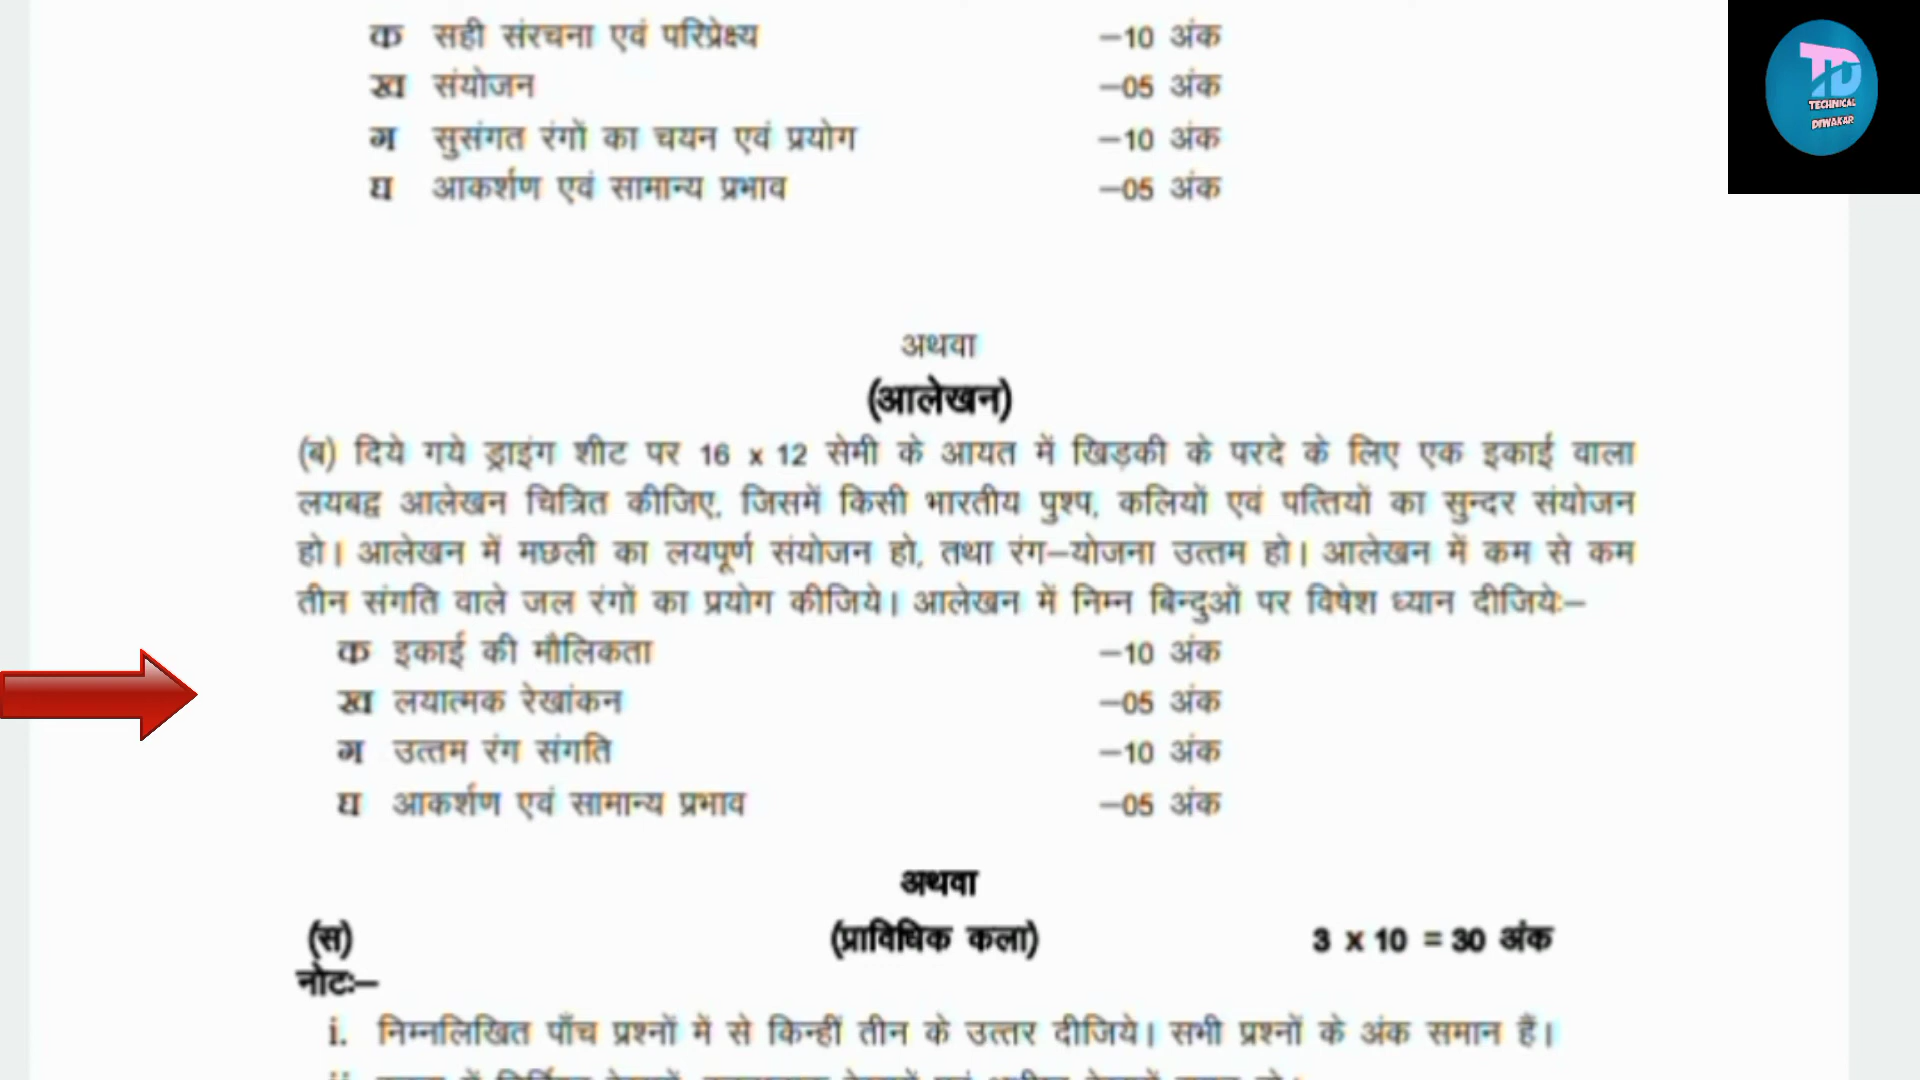 क सही संरचना एवं परिप्रेक्ष्य –10 अंक
ख संयोजन –05 अंक
ग सुसंगत रंगों का चयन एवं प्रयोग –10 अंक
घ आकर्शण एवं सामान्य प्रभाव –05 अंक
TD
TECHNICAL
DIWAKAR
अथवा
(आलेखन)
(ब) दिये गये ड्राइंग शीट पर 16 x 12 सेमी के आयत में खिड़की के परदे के लिए एक इकाई वाला
लयबद्व आलेखन चित्रित कीजिए, जिसमें किसी भारतीय पुश्प, कलियों एवं पत्तियों का सुन्दर संयोजन
हो। आलेखन में मछली का लयपूर्ण संयोजन हो, तथा रंग–योजना उत्तम हो। आलेखन में कम से कम
तीन संगति वाले जल रंगों का प्रयोग कीजिये। आलेखन में निम्न बिन्दुओं पर विषेश ध्यान दीजियेः–
क इकाई की मौलिकता –10 अंक
ख लयात्मक रेखांकन –05 अंक
ग उत्तम रंग संगति –10 अंक
घ आकर्शण एवं सामान्य प्रभाव –05 अंक
अथवा
(स) (प्राविधिक कला) 3 x 10 = 30 अंक
नोटः–
i. निम्नलिखित पाँच प्रश्नों में से किन्हीं तीन के उत्तर दीजिये। सभी प्रश्नों के अंक समान हैं।